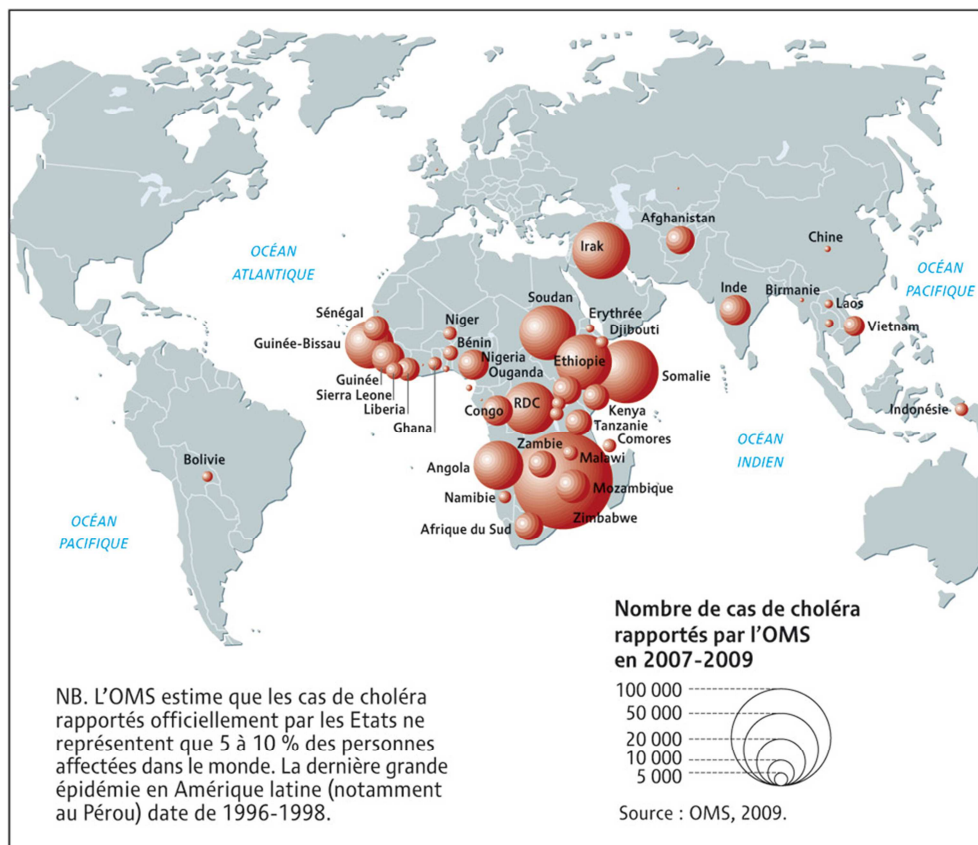 OCÉAN
ATLANTIQUE
OCÉAN
PACIFIQUE
OCÉAN
PACIFIQUE
OCÉAN
INDIEN
Irak
Afghanistan
Chine
Inde
Birmanie
Laos
Vietnam
Indonésie
Sénégal
Guinée-Bissau
Guinée
Sierra Leone
Liberia
Ghana
Niger
Bénin
Nigeria
Ouganda
Soudan
Erythrée
Djibouti
Ethiopie
Somalie
Congo
RDC
Kenya
Tanzanie
Comores
Zambie
Malawi
Angola
Mozambique
Namibie
Zimbabwe
Afrique du Sud
Bolivie
Nombre de cas de choléra
rapportés par l'OMS
en 2007-2009
100 000
50 000
20 000
10 000
5 000
Source : OMS, 2009.
NB. L'OMS estime que les cas de choléra
rapportés officiellement par les Etats ne
représentent que 5 à 10 % des personnes
affectées dans le monde. La dernière grande
épidémie en Amérique latine (notamment
au Pérou) date de 1996-1998.